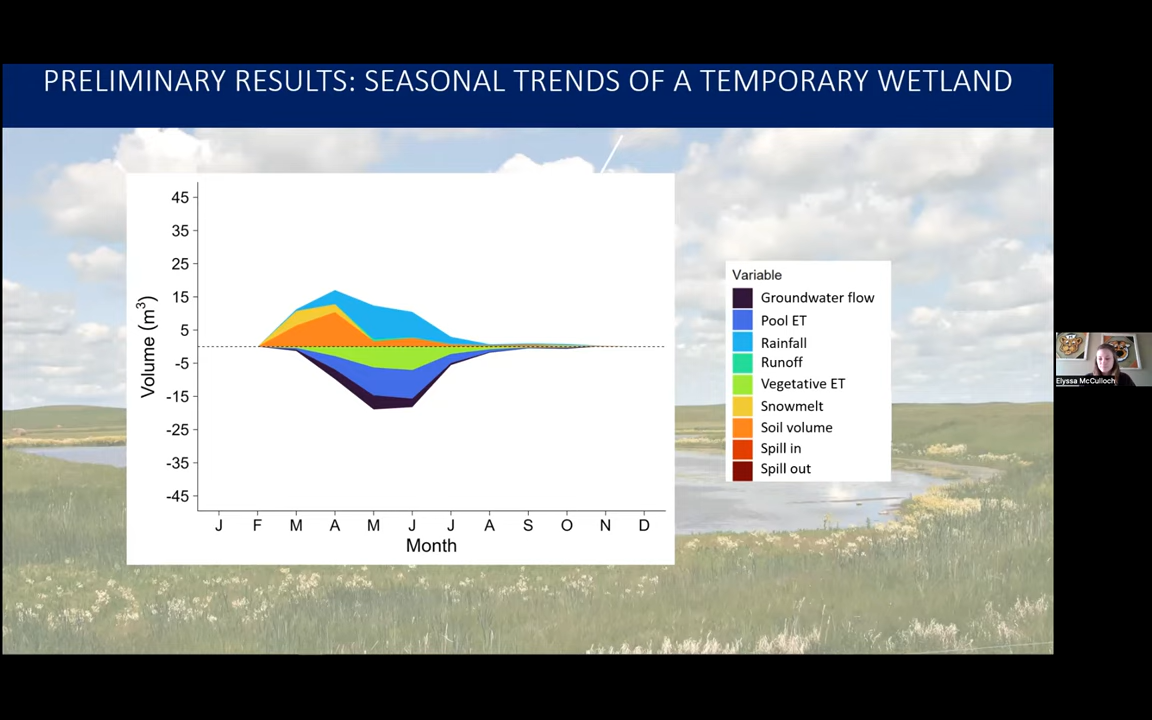 PRELIMINARY RESULTS: SEASONAL TRENDS OF A TEMPORARY WETLAND
45
35
25
15
5
-5
-15
-25
-35
-45
Volume (m³)
J F M A M J J A S O N D
Month
Variable
Groundwater flow
Pool ET
Rainfall
Runoff
Vegetative ET
Snowmelt
Soil volume
Spill in
Spill out
Elyssa McCulloch